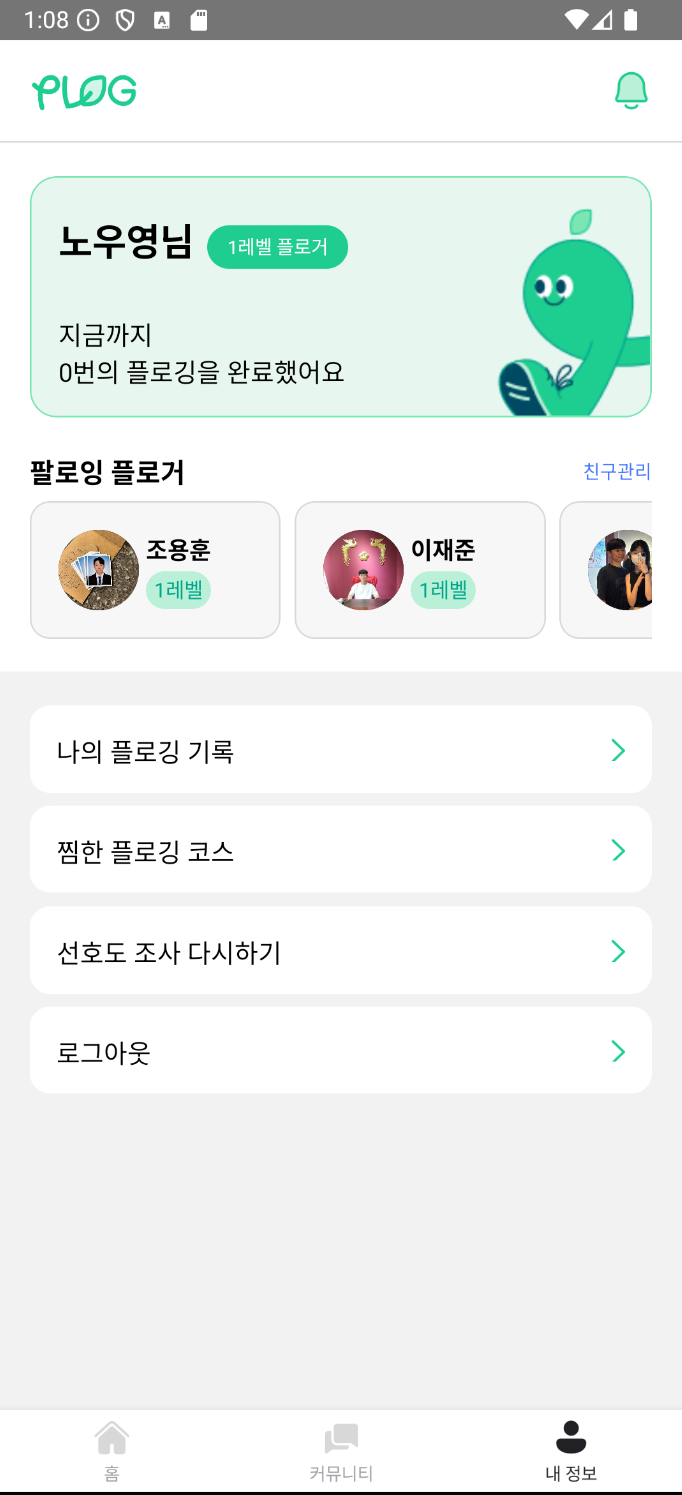 1:08
PLOG
노우영님 1레벨 플로거
지금까지
0번의 플로깅을 완료했어요
팔로잉 플로거 친구관리
조용훈 이재준
1레벨 1레벨
나의 플로깅 기록
찜한 플로깅 코스
선호도 조사 다시하기
로그아웃
홈 커뮤니티 내 정보